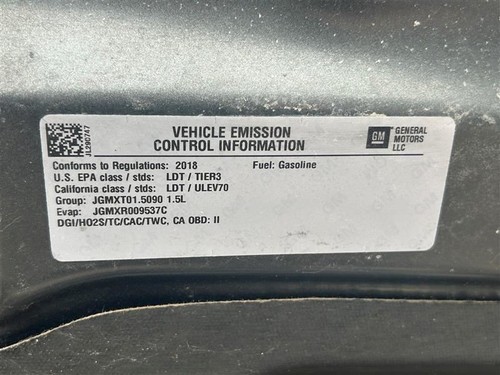 JL290747
VEHICLE EMISSION
CONTROL INFORMATION
GM
GENERAL
MOTORS
LLC
Conforms to Regulations: 2018 Fuel: Gasoline
U.S. EPA class / stds: LDT / TIER3
California class / stds: LDT / ULEV70
Group: JGMXT01.5090 1.5L
Evap: JGMXR009537C
DGI/HO2S/TC/CAC/TWC, CA OBD: II